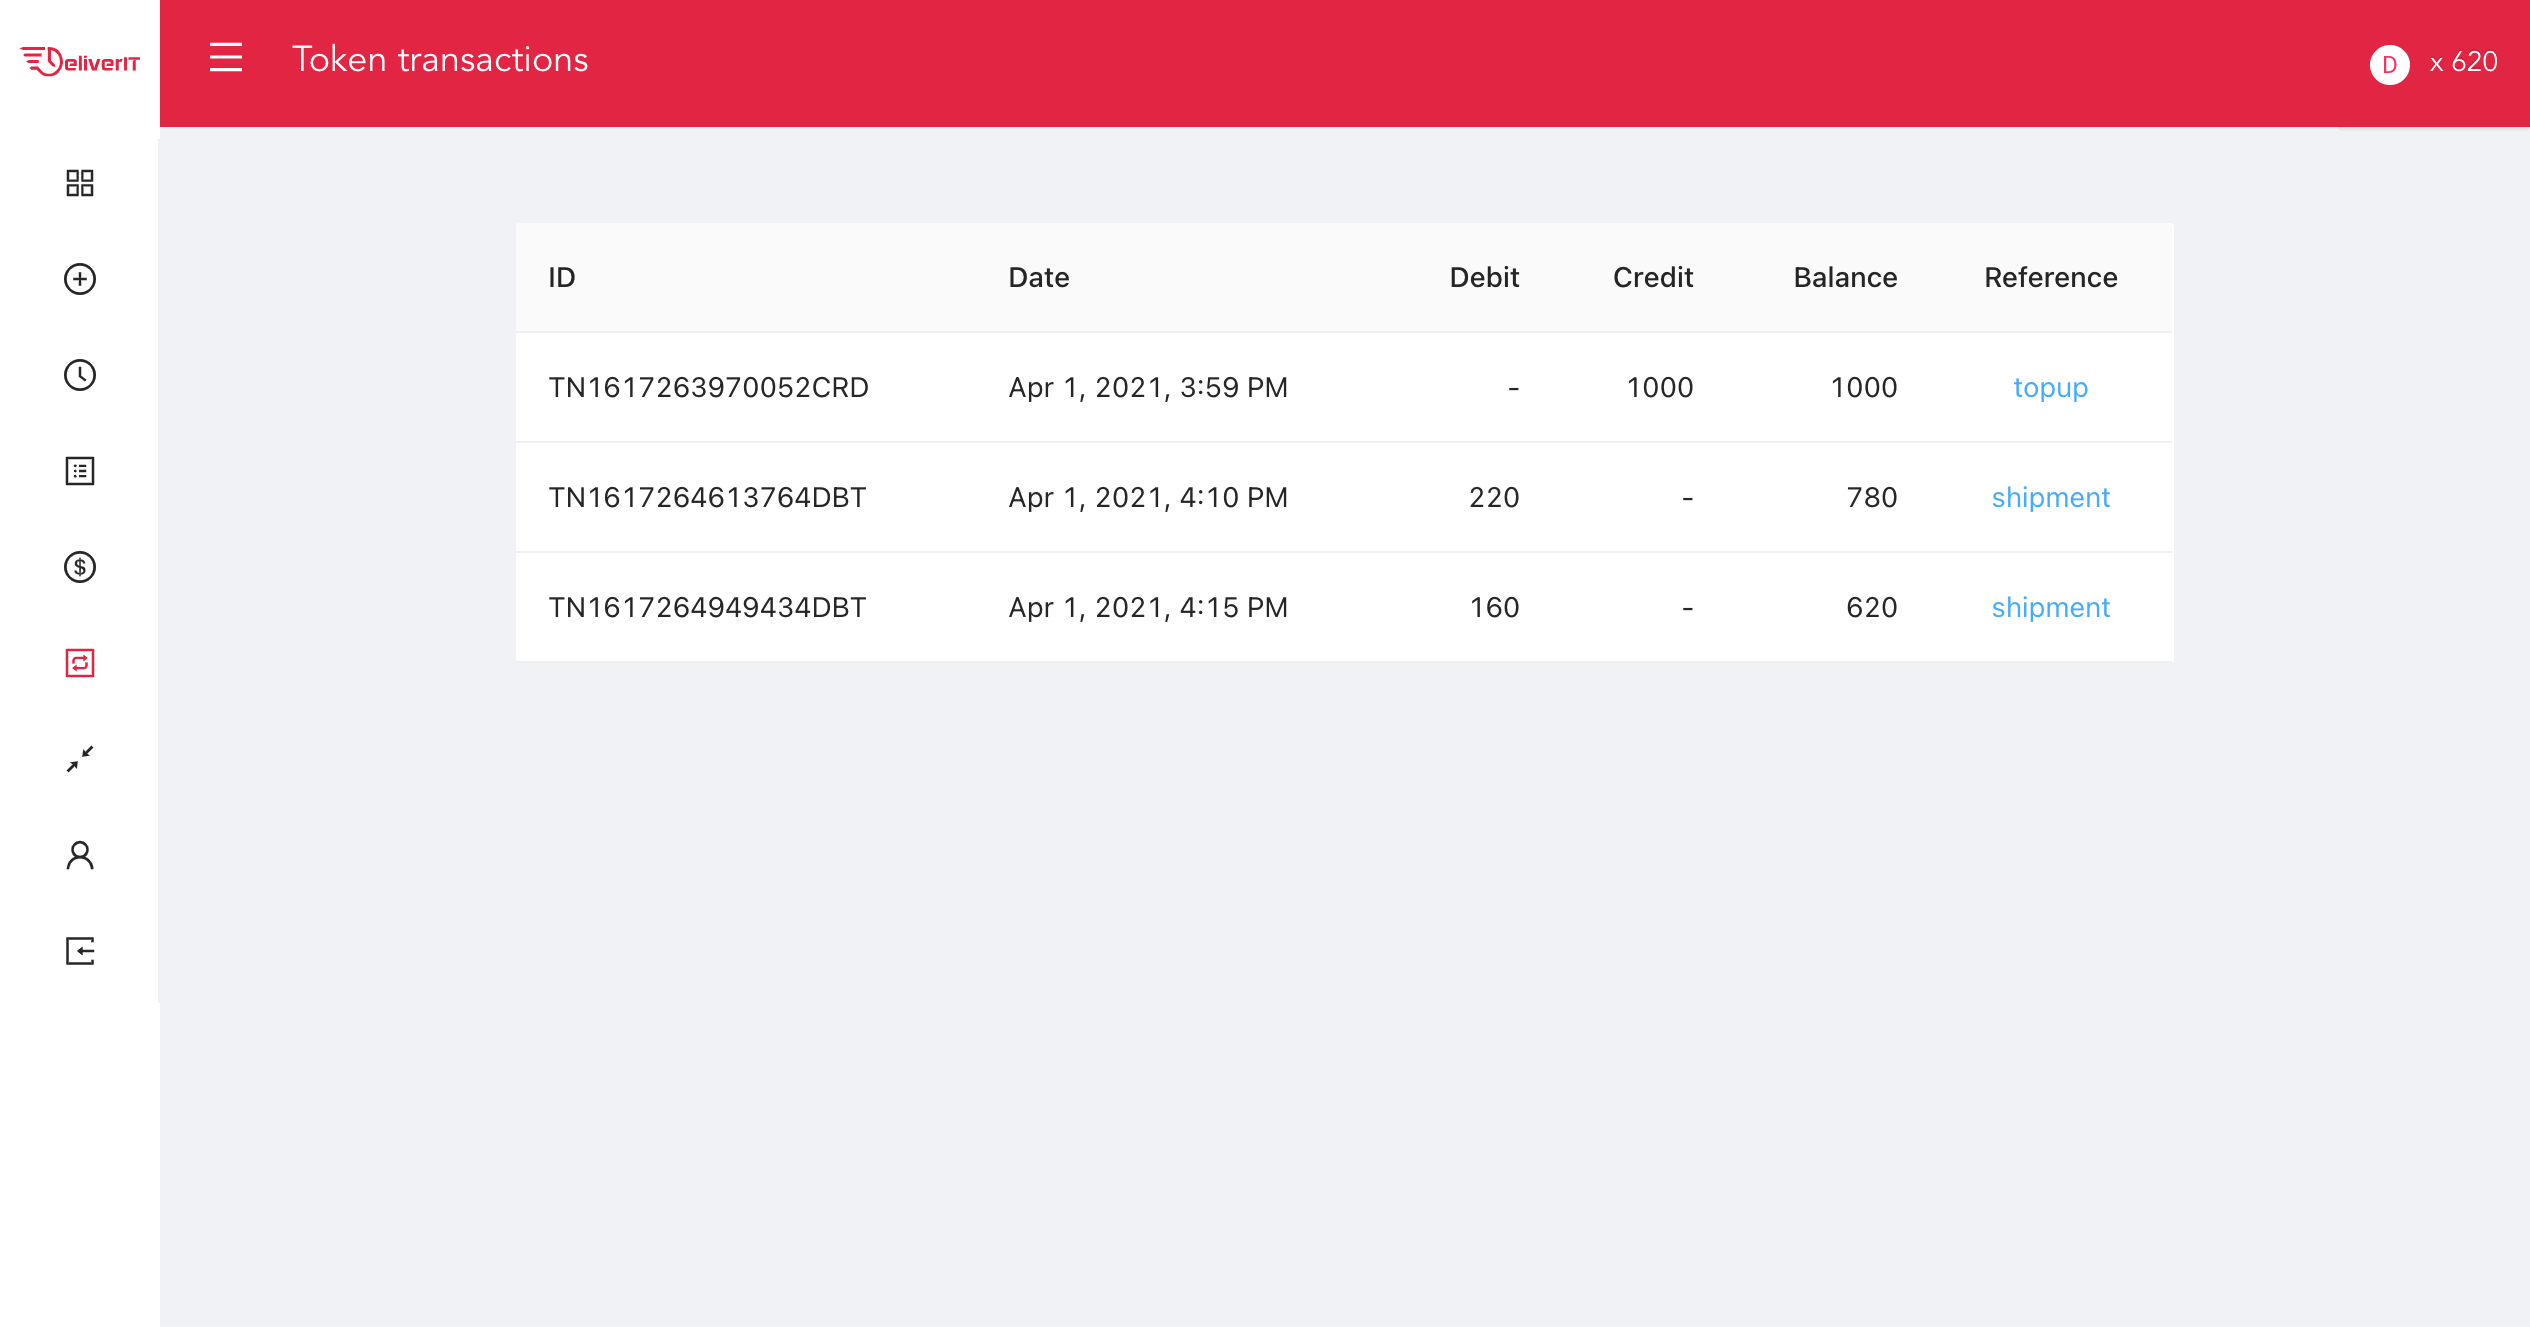 DeliverIT
Token transactions
D x 620
ID Date Debit Credit Balance Reference
TN1617263970052CRD Apr 1, 2021, 3:59 PM - 1000 1000 topup
TN1617264613764DBT Apr 1, 2021, 4:10 PM 220 - 780 shipment
TN1617264949434DBT Apr 1, 2021, 4:15 PM 160 - 620 shipment
$